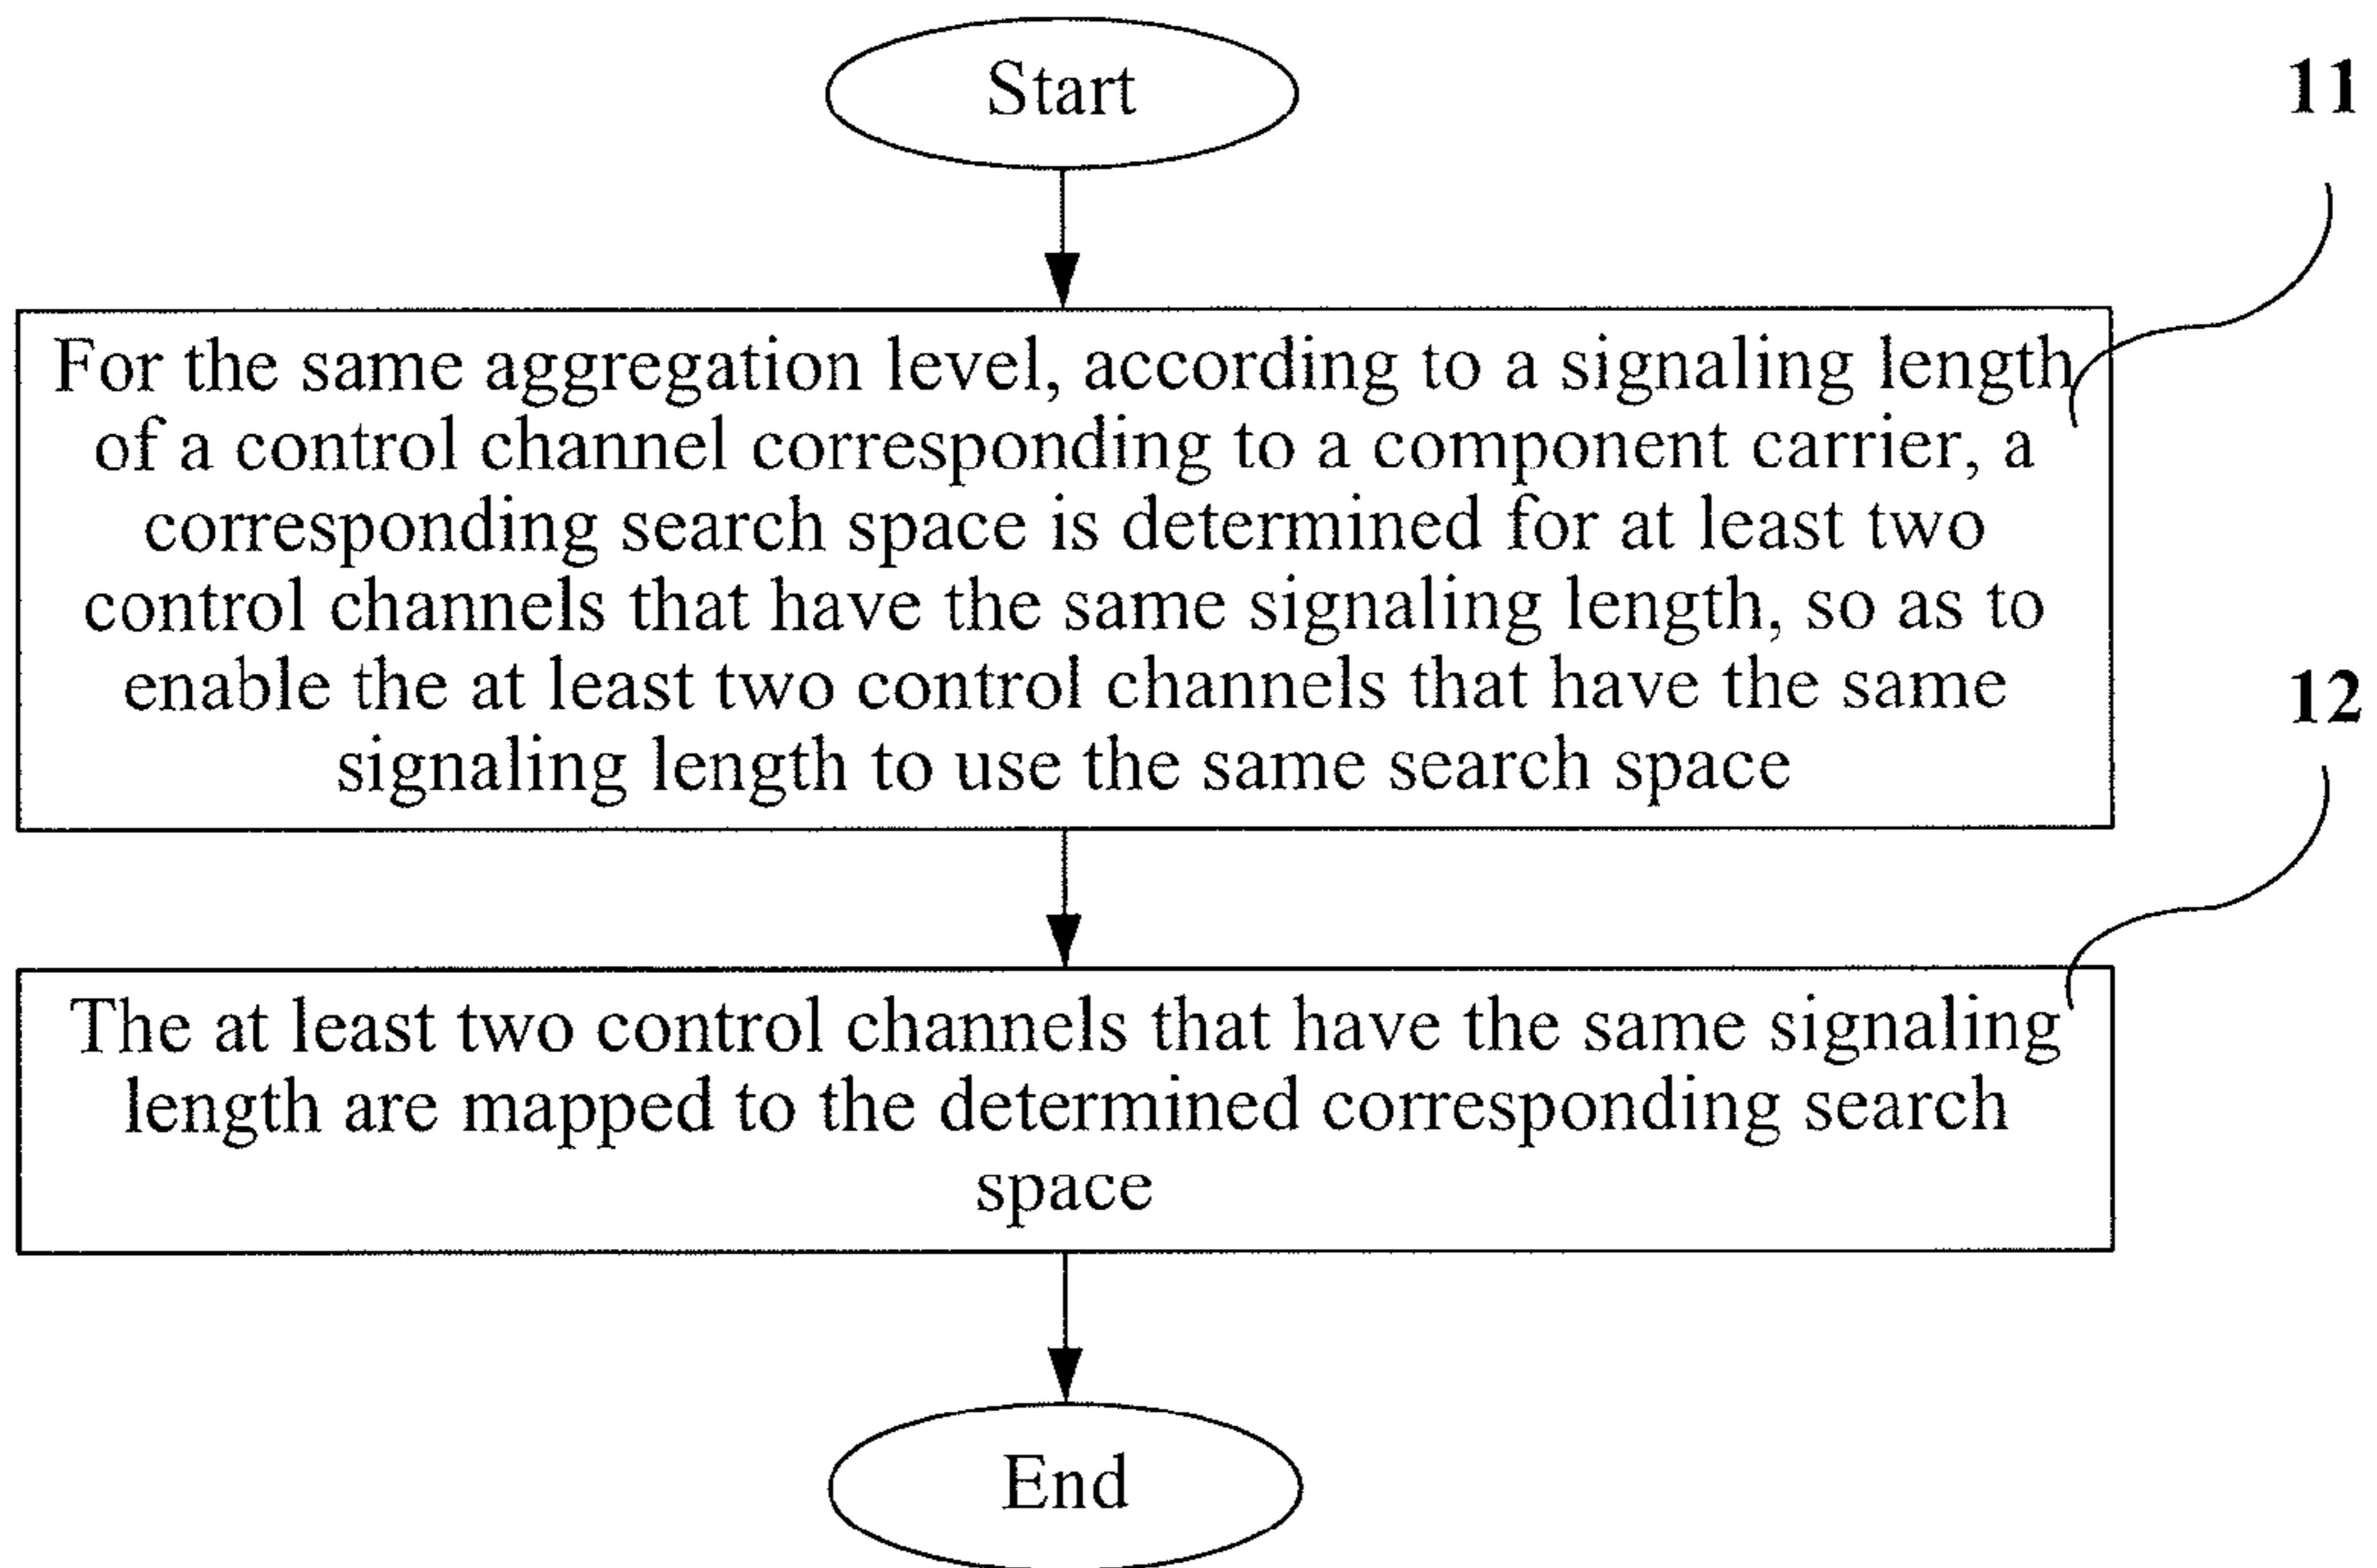 Start
11
For the same aggregation level, according to a signaling length
of a control channel corresponding to a component carrier, a
corresponding search space is determined for at least two
control channels that have the same signaling length, so as to
enable the at least two control channels that have the same
signaling length to use the same search space
12
The at least two control channels that have the same signaling
length are mapped to the determined corresponding search
space
End